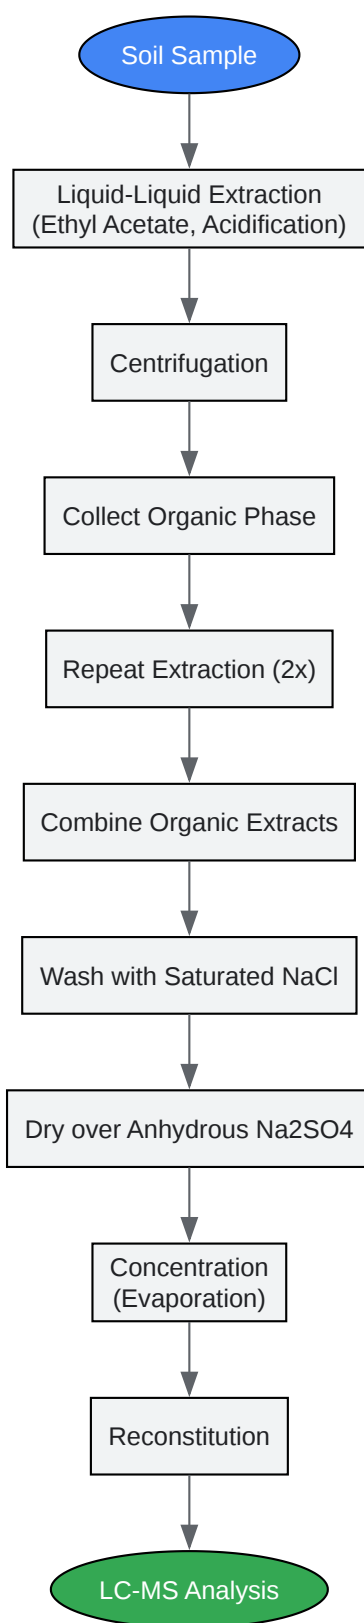 Soil Sample
Liquid-Liquid Extraction
(Ethyl Acetate, Acidification)
Centrifugation
Collect Organic Phase
Repeat Extraction (2x)
Combine Organic Extracts
Wash with Saturated NaCl
Dry over Anhydrous Na2SO4
Concentration
(Evaporation)
Reconstitution
LC-MS Analysis